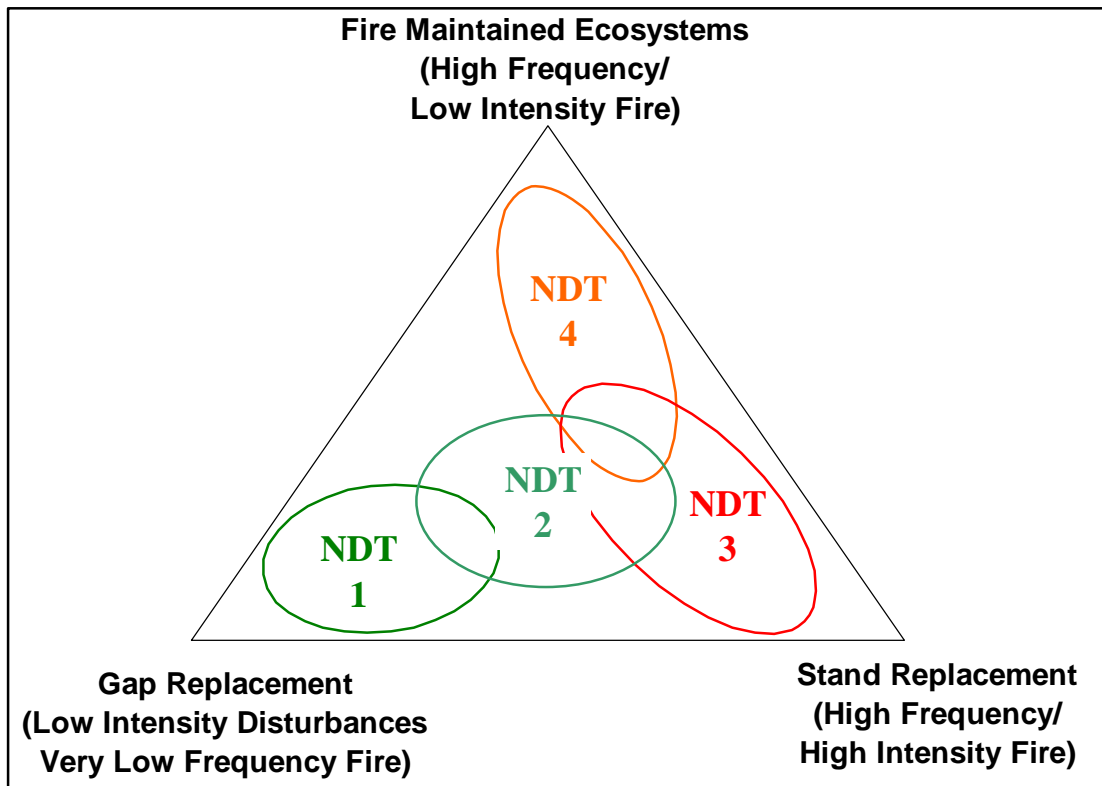 Fire Maintained Ecosystems
(High Frequency/
Low Intensity Fire)
NDT
4
NDT
2
NDT
3
NDT
1
Gap Replacement
(Low Intensity Disturbances
Very Low Frequency Fire)
Stand Replacement
(High Frequency/
High Intensity Fire)